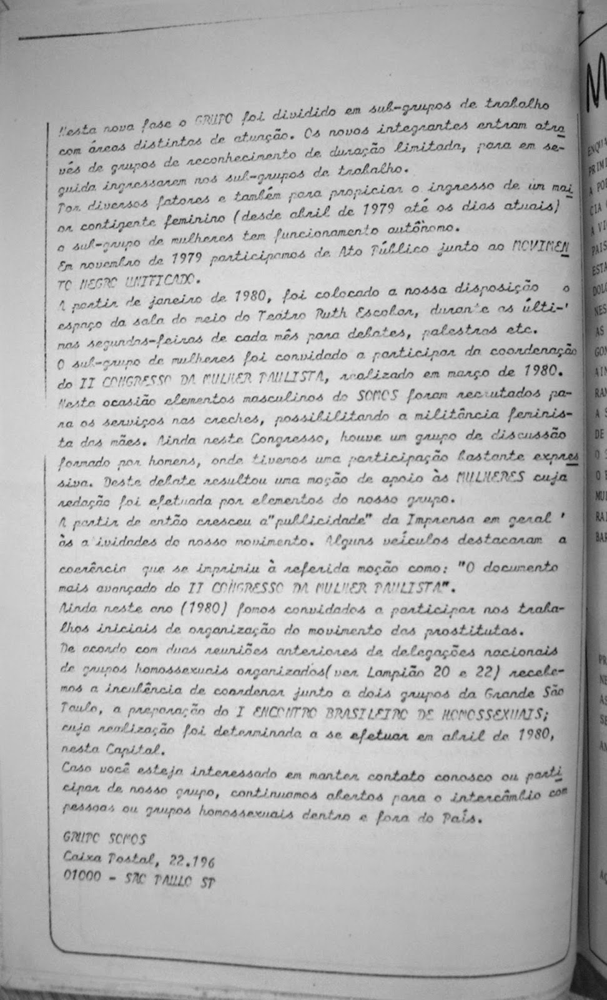 Nesta nova fase o GRUPO foi dividido em sub-grupos de trabalho
com áreas distintas de atuação. Os novos integrantes entram atra
vés de grupos de reconhecimento de duração limitada, para em se-
guida ingressarem nos sub-grupos de trabalho.
Por diversos fatores e também para propiciar o ingresso de um mai
or contigente feminino (desde abril de 1979 até os dias atuais)
o sub-grupo de mulheres tem funcionamento autônomo.
Em novembro de 1979 participamos de Ato Público junto ao MOVIMEN
TO NEGRO UNIFICADO.
A partir de janeiro de 1980, foi colocado a nossa disposição o
espaço da sala do meio do Teatro Ruth Escobar, durante as últi-'
mas segundas-feiras de cada mês para debates, palestras etc.
O sub-grupo de mulheres foi convidado a participar da coordenação
do II CONGRESSO DA MULHER PAULISTA, realizado em março de 1980.
Nesta ocasião elementos masculinos do SOMOS foram recrutados pa-
ra os serviços nas creches, possibilitando a militância feminis-
ta das mães. Ainda neste Congresso, houve um grupo de discussão
formado por homens, onde tivemos uma participação bastante expres
siva. Deste debate resultou uma moção de apoio às MULHERES cuja
redação foi efetuada por elementos do nosso grupo.
A partir de então cresceu a"publicidade" da Imprensa em geral '
às atividades do nosso movimento. Alguns veículos destacaram a
coerência que se imprimiu à referida moção como: "O documento
mais avançado do II CONGRESSO DA MULHER PAULISTA".
Ainda neste ano (1980) fomos convidados a participar nos traba-
lhos iniciais de organização do movimento das prostitutas.
De acordo com duas reuniões anteriores de delegações nacionais
de grupos homossexuais organizados(ver Lampião 20 e 22) recebe-
mos a incubência de coordenar junto a dois grupos da Grande São
Paulo, a preparação do I ENCONTRO BRASILEIRO DE HOMOSSEXUAIS;
cuja realização foi determinada a se efetuar em abril de 1980,
nesta Capital.
Caso você esteja interessado em manter contato conosco ou parti
cipar de nosso grupo, continuamos abertos para o intercâmbio com
pessoas ou grupos homossexuais dentro e fora do País.
GRUPO SOMOS
Caixa Postal, 22.196
01000 - SÃO PAULO SP